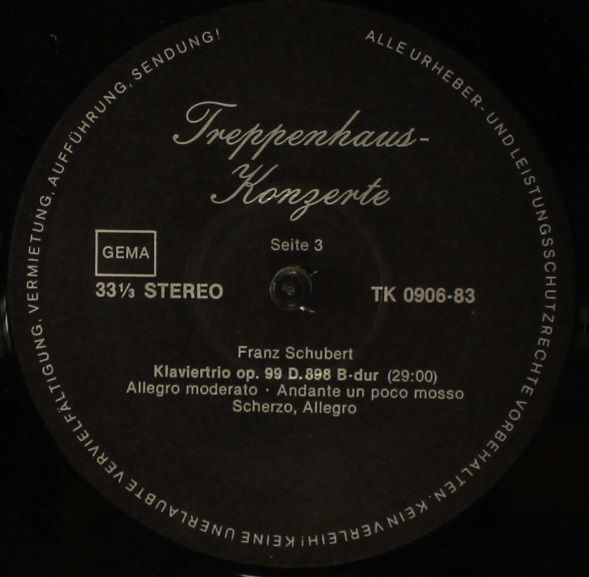 ALLE URHEBER- UND LEISTUNGSSCHUTZRECHTE VORBEHALTEN. KEIN VERLEIH! KEINE UNERLAUBTE VERVIELFÄLTIGUNG, VERMIETUNG, AUFFÜHRUNG, SENDUNG!
Treppenhaus-
Konzerte
Seite 3
GEMA
33 1/3 STEREO
TK 0906-83
Franz Schubert
Klaviertrio op. 99 D.898 B-dur (29:00)
Allegro moderato · Andante un poco mosso
Scherzo, Allegro